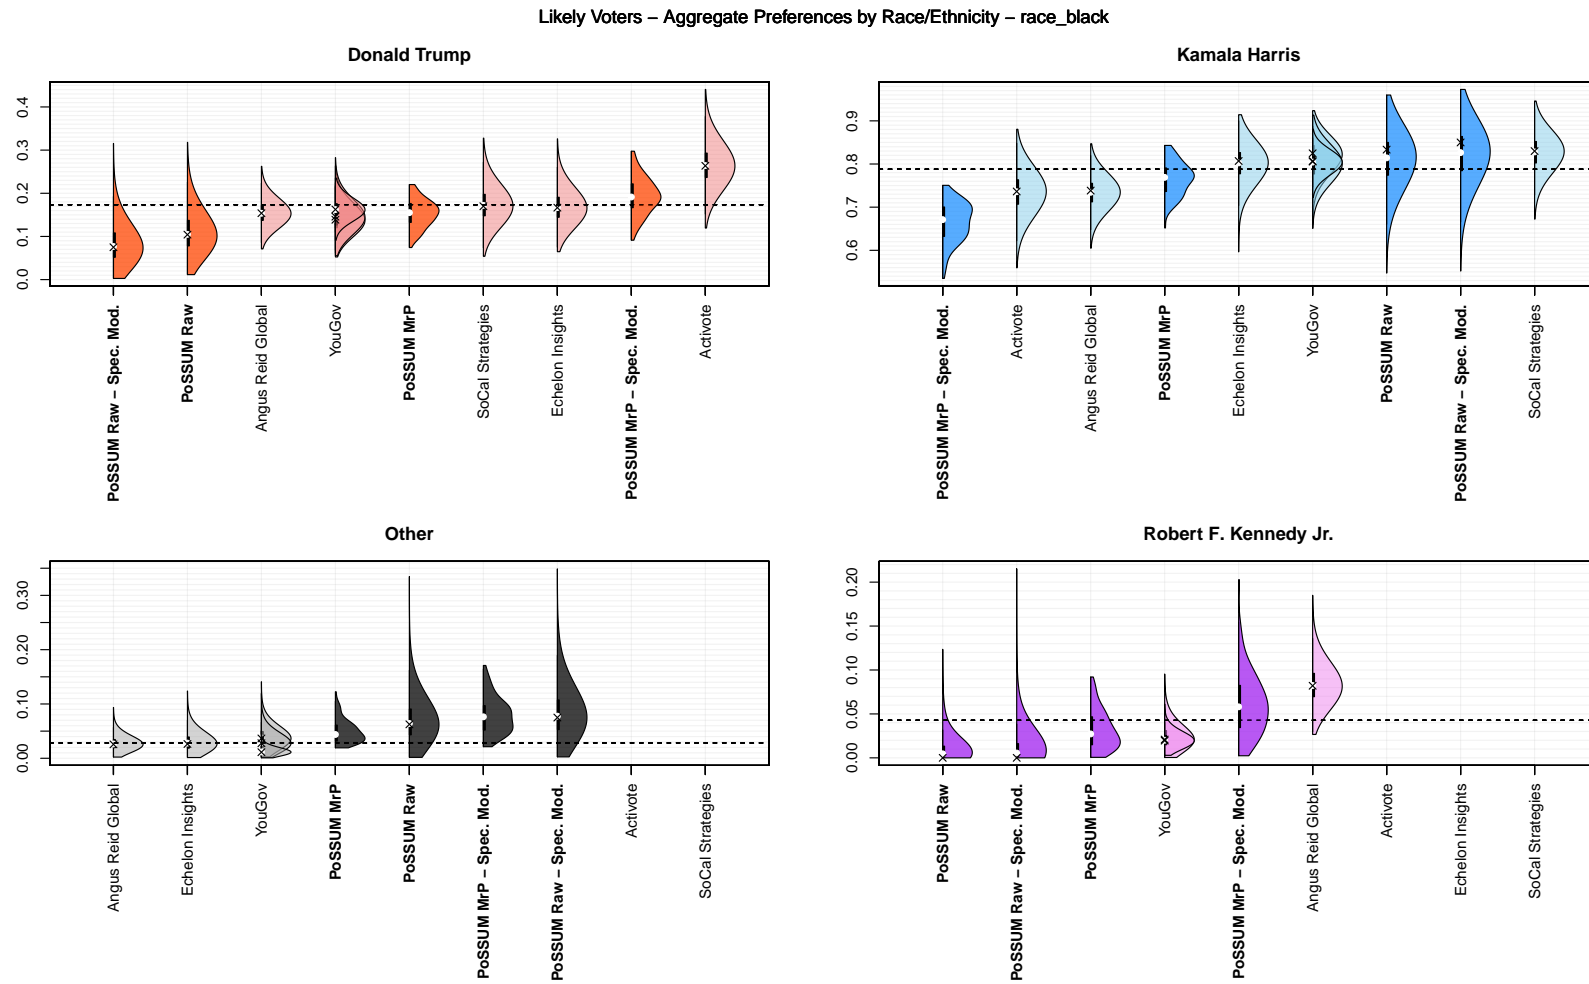 Likely Voters – Aggregate Preferences by Race/Ethnicity – race_black
Donald Trump
0.0
0.1
0.2
0.3
0.4
PoSSUM Raw – Spec. Mod.
PoSSUM Raw
Angus Reid Global
YouGov
PoSSUM MrP
SoCal Strategies
Echelon Insights
PoSSUM MrP – Spec. Mod.
Activote
Kamala Harris
0.6
0.7
0.8
0.9
PoSSUM MrP – Spec. Mod.
Activote
Angus Reid Global
PoSSUM MrP
Echelon Insights
YouGov
PoSSUM Raw
PoSSUM Raw – Spec. Mod.
SoCal Strategies
Other
0.00
0.10
0.20
0.30
Angus Reid Global
Echelon Insights
YouGov
PoSSUM MrP
PoSSUM Raw
PoSSUM MrP – Spec. Mod.
PoSSUM Raw – Spec. Mod.
Activote
SoCal Strategies
Robert F. Kennedy Jr.
0.00
0.05
0.10
0.15
0.20
PoSSUM Raw
PoSSUM Raw – Spec. Mod.
PoSSUM MrP
YouGov
PoSSUM MrP – Spec. Mod.
Angus Reid Global
Activote
Echelon Insights
SoCal Strategies